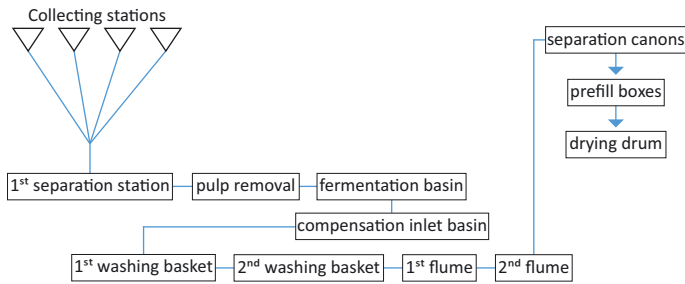 Collecting stations
separation canons
prefill boxes
drying drum
1st separation station
pulp removal
fermentation basin
compensation inlet basin
1st washing basket
2nd washing basket
1st flume
2nd flume